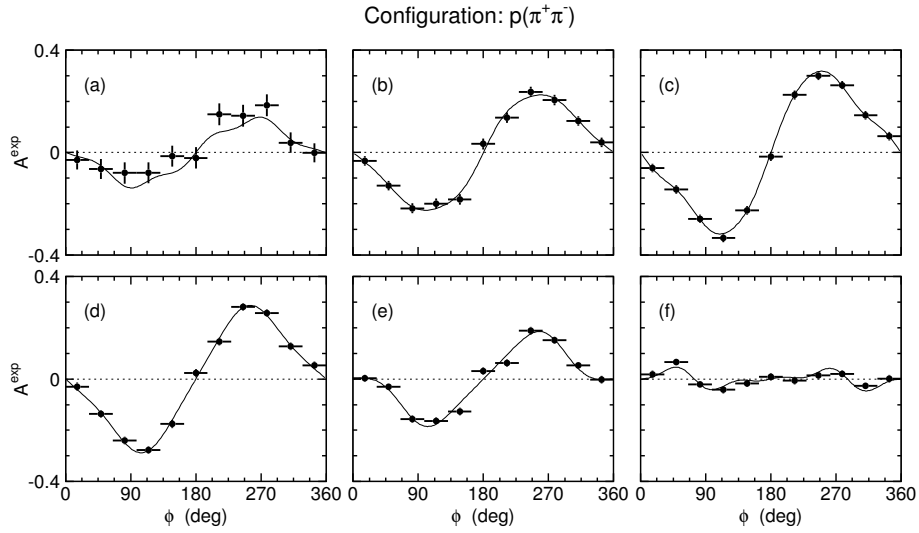 Configuration: p(π⁺π⁻)
0.4
(a)
(b)
(c)
A^exp
0
-0.4
0.4
(d)
(e)
(f)
A^exp
0
-0.4
0 90 180 270 360 0 90 180 270 360 0 90 180 270 360
ϕ (deg) ϕ (deg) ϕ (deg)